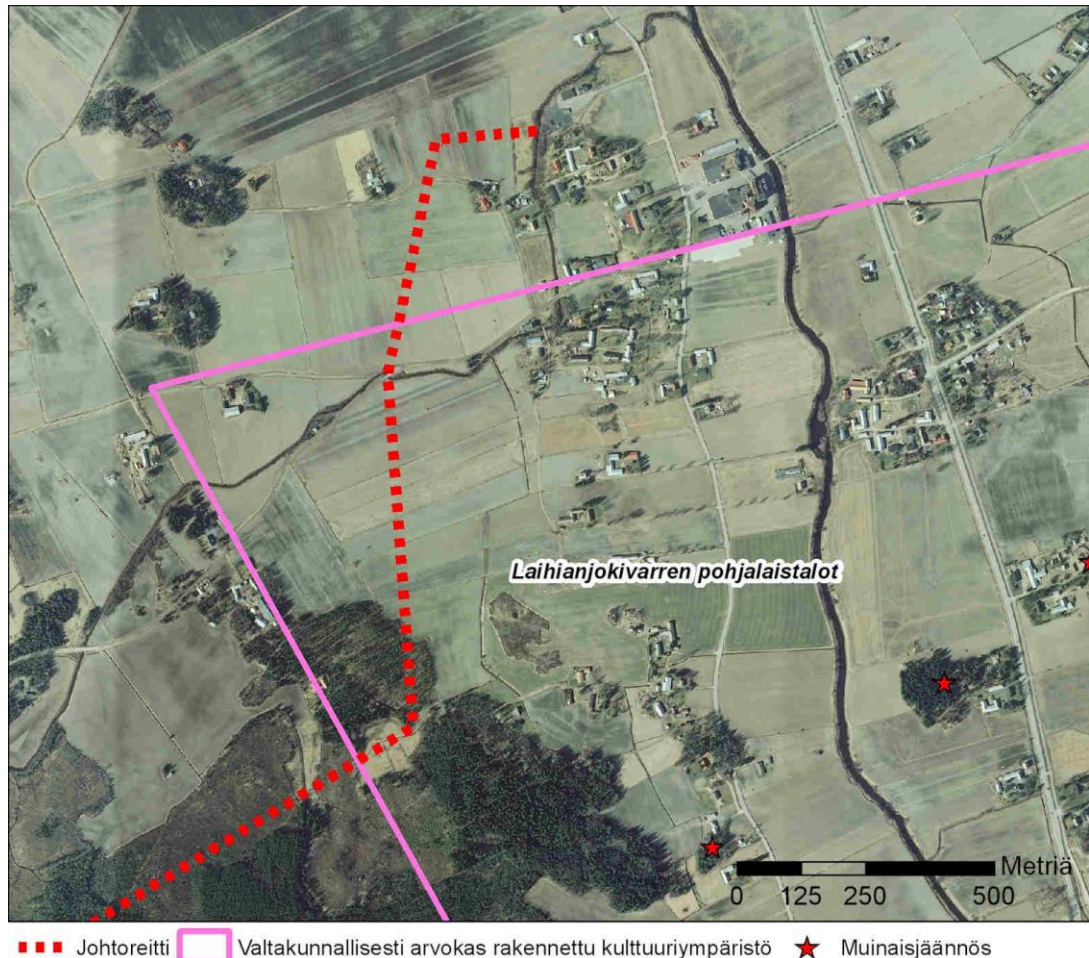 Laihianjokivarren pohjalaistalot
Metriä
0 125 250 500
Johtoreitti Valtakunnallisesti arvokas rakennettu kulttuuriympäristö Muinaisjäännös